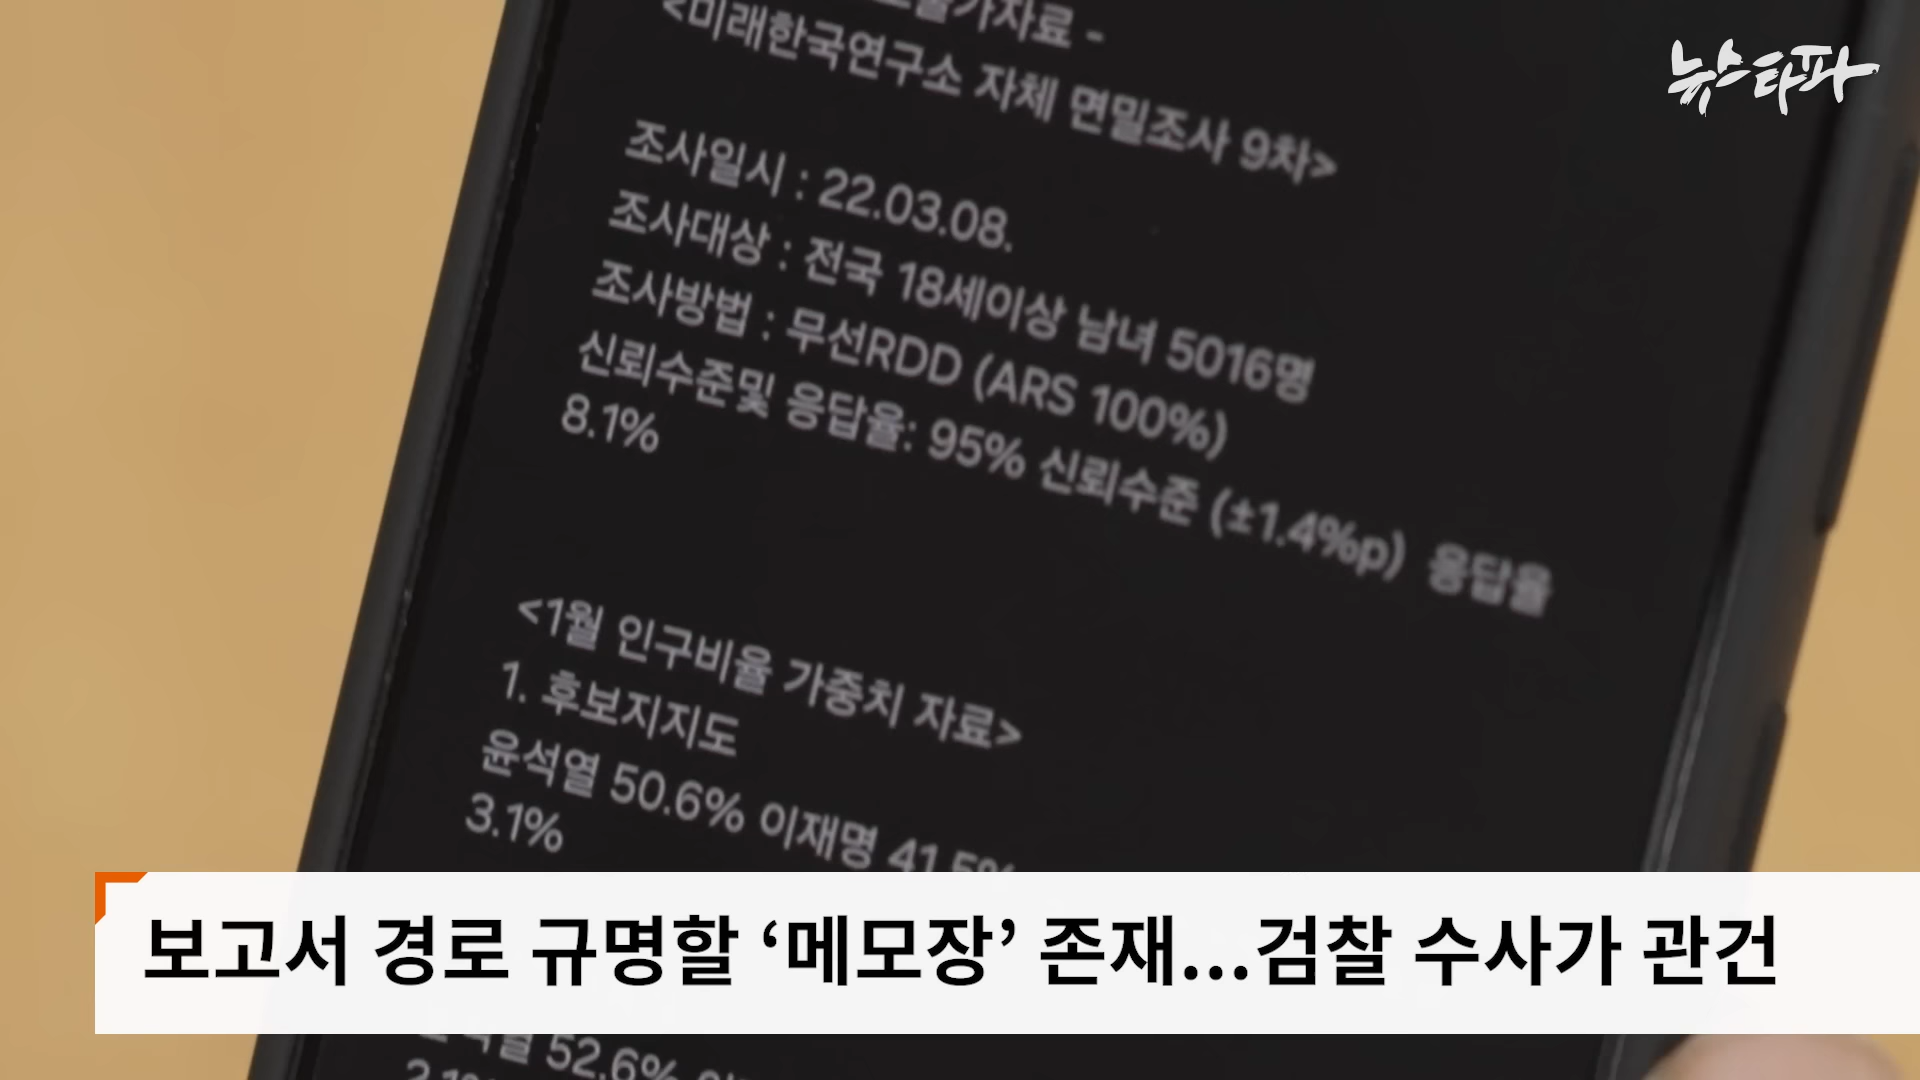 뉴스타파
자료 -
<미래한국연구소 자체 면밀조사 9차>
조사일시 : 22.03.08.
조사대상 : 전국 18세이상 남녀 5016명
조사방법 : 무선RDD (ARS 100%)
신뢰수준및 응답율: 95% 신뢰수준 (±1.4%p) 응답율
8.1%
<1월 인구비율 가중치 자료>
1. 후보지지도
윤석열 50.6% 이재명 41.5%
3.1%
보고서 경로 규명할 ‘메모장’ 존재...검찰 수사가 관건
52.6%